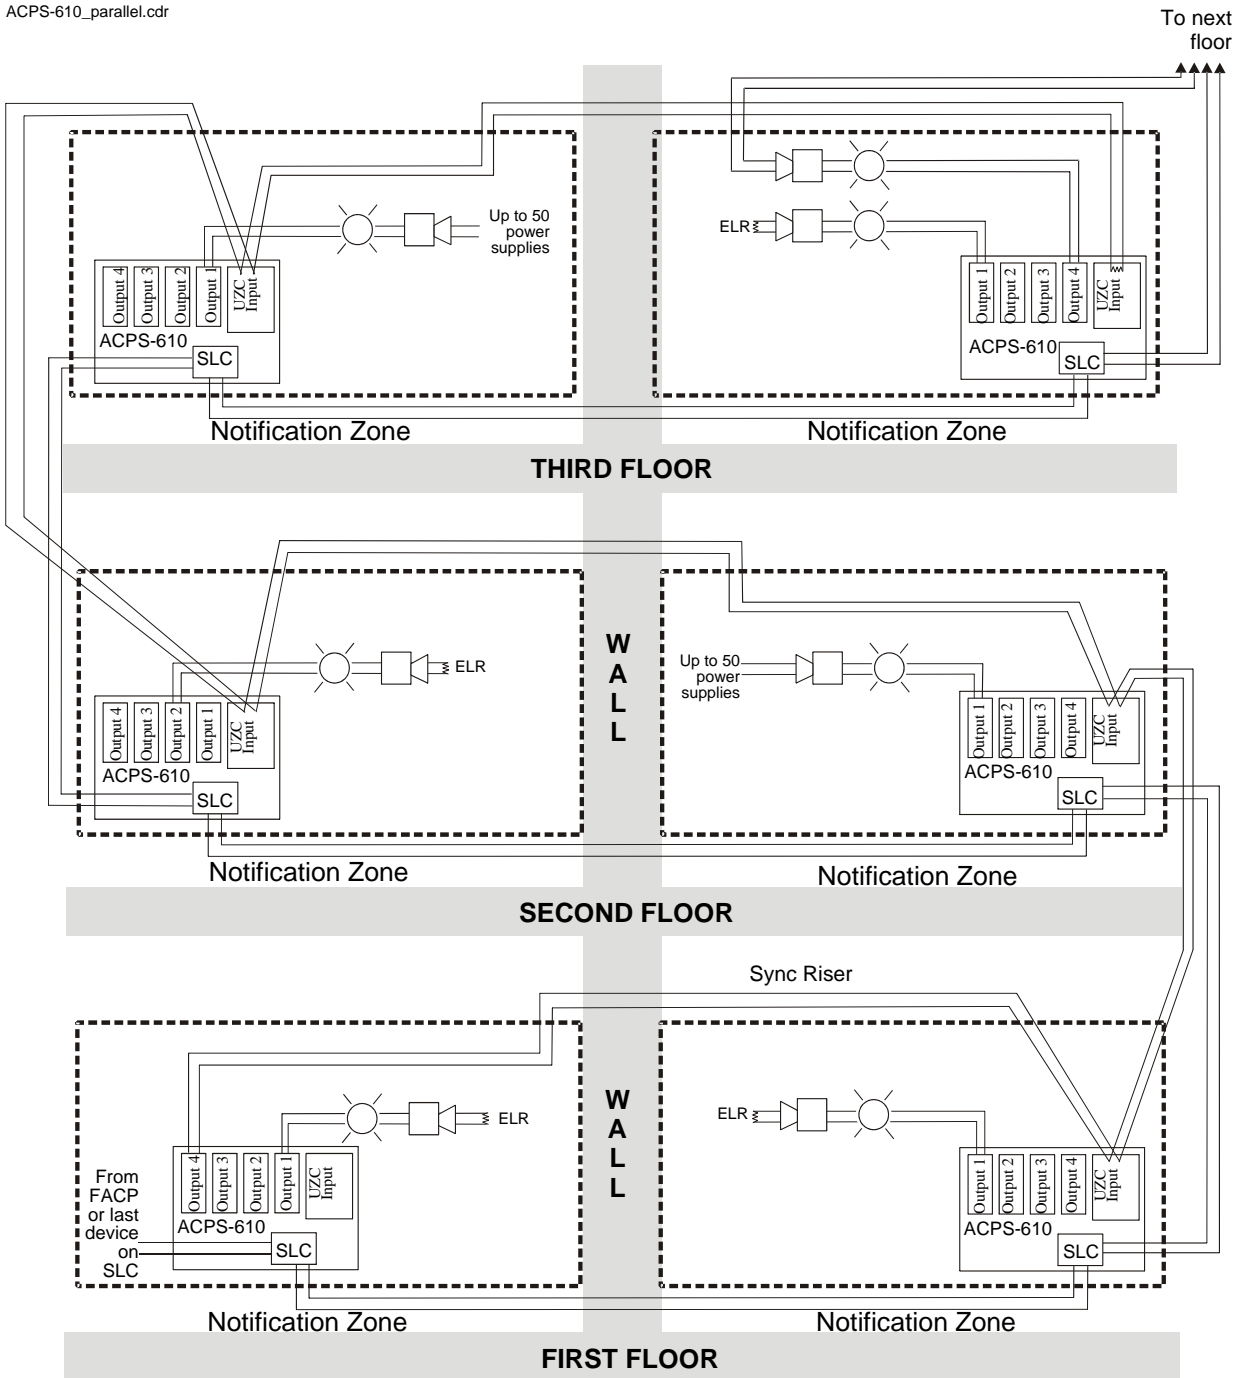 ACPS-610_parallel.cdr
To next
floor
Up to 50
power
supplies
ELR
Output 4
Output 3
Output 2
Output 1
UZC
Input
ACPS-610
SLC
Output 1
Output 2
Output 3
Output 4
UZC
Input
ACPS-610
SLC
Notification Zone
Notification Zone
THIRD FLOOR
ELR
Up to 50
power
supplies
Output 4
Output 3
Output 2
Output 1
UZC
Input
ACPS-610
SLC
Output 1
Output 2
Output 3
Output 4
UZC
Input
ACPS-610
SLC
W
A
L
L
Notification Zone
Notification Zone
SECOND FLOOR
Sync Riser
ELR
ELR
Output 4
Output 3
Output 2
Output 1
UZC
Input
ACPS-610
SLC
From
FACP
or last
device
on
SLC
W
A
L
L
Output 1
Output 2
Output 3
Output 4
UZC
Input
ACPS-610
SLC
Notification Zone
Notification Zone
FIRST FLOOR